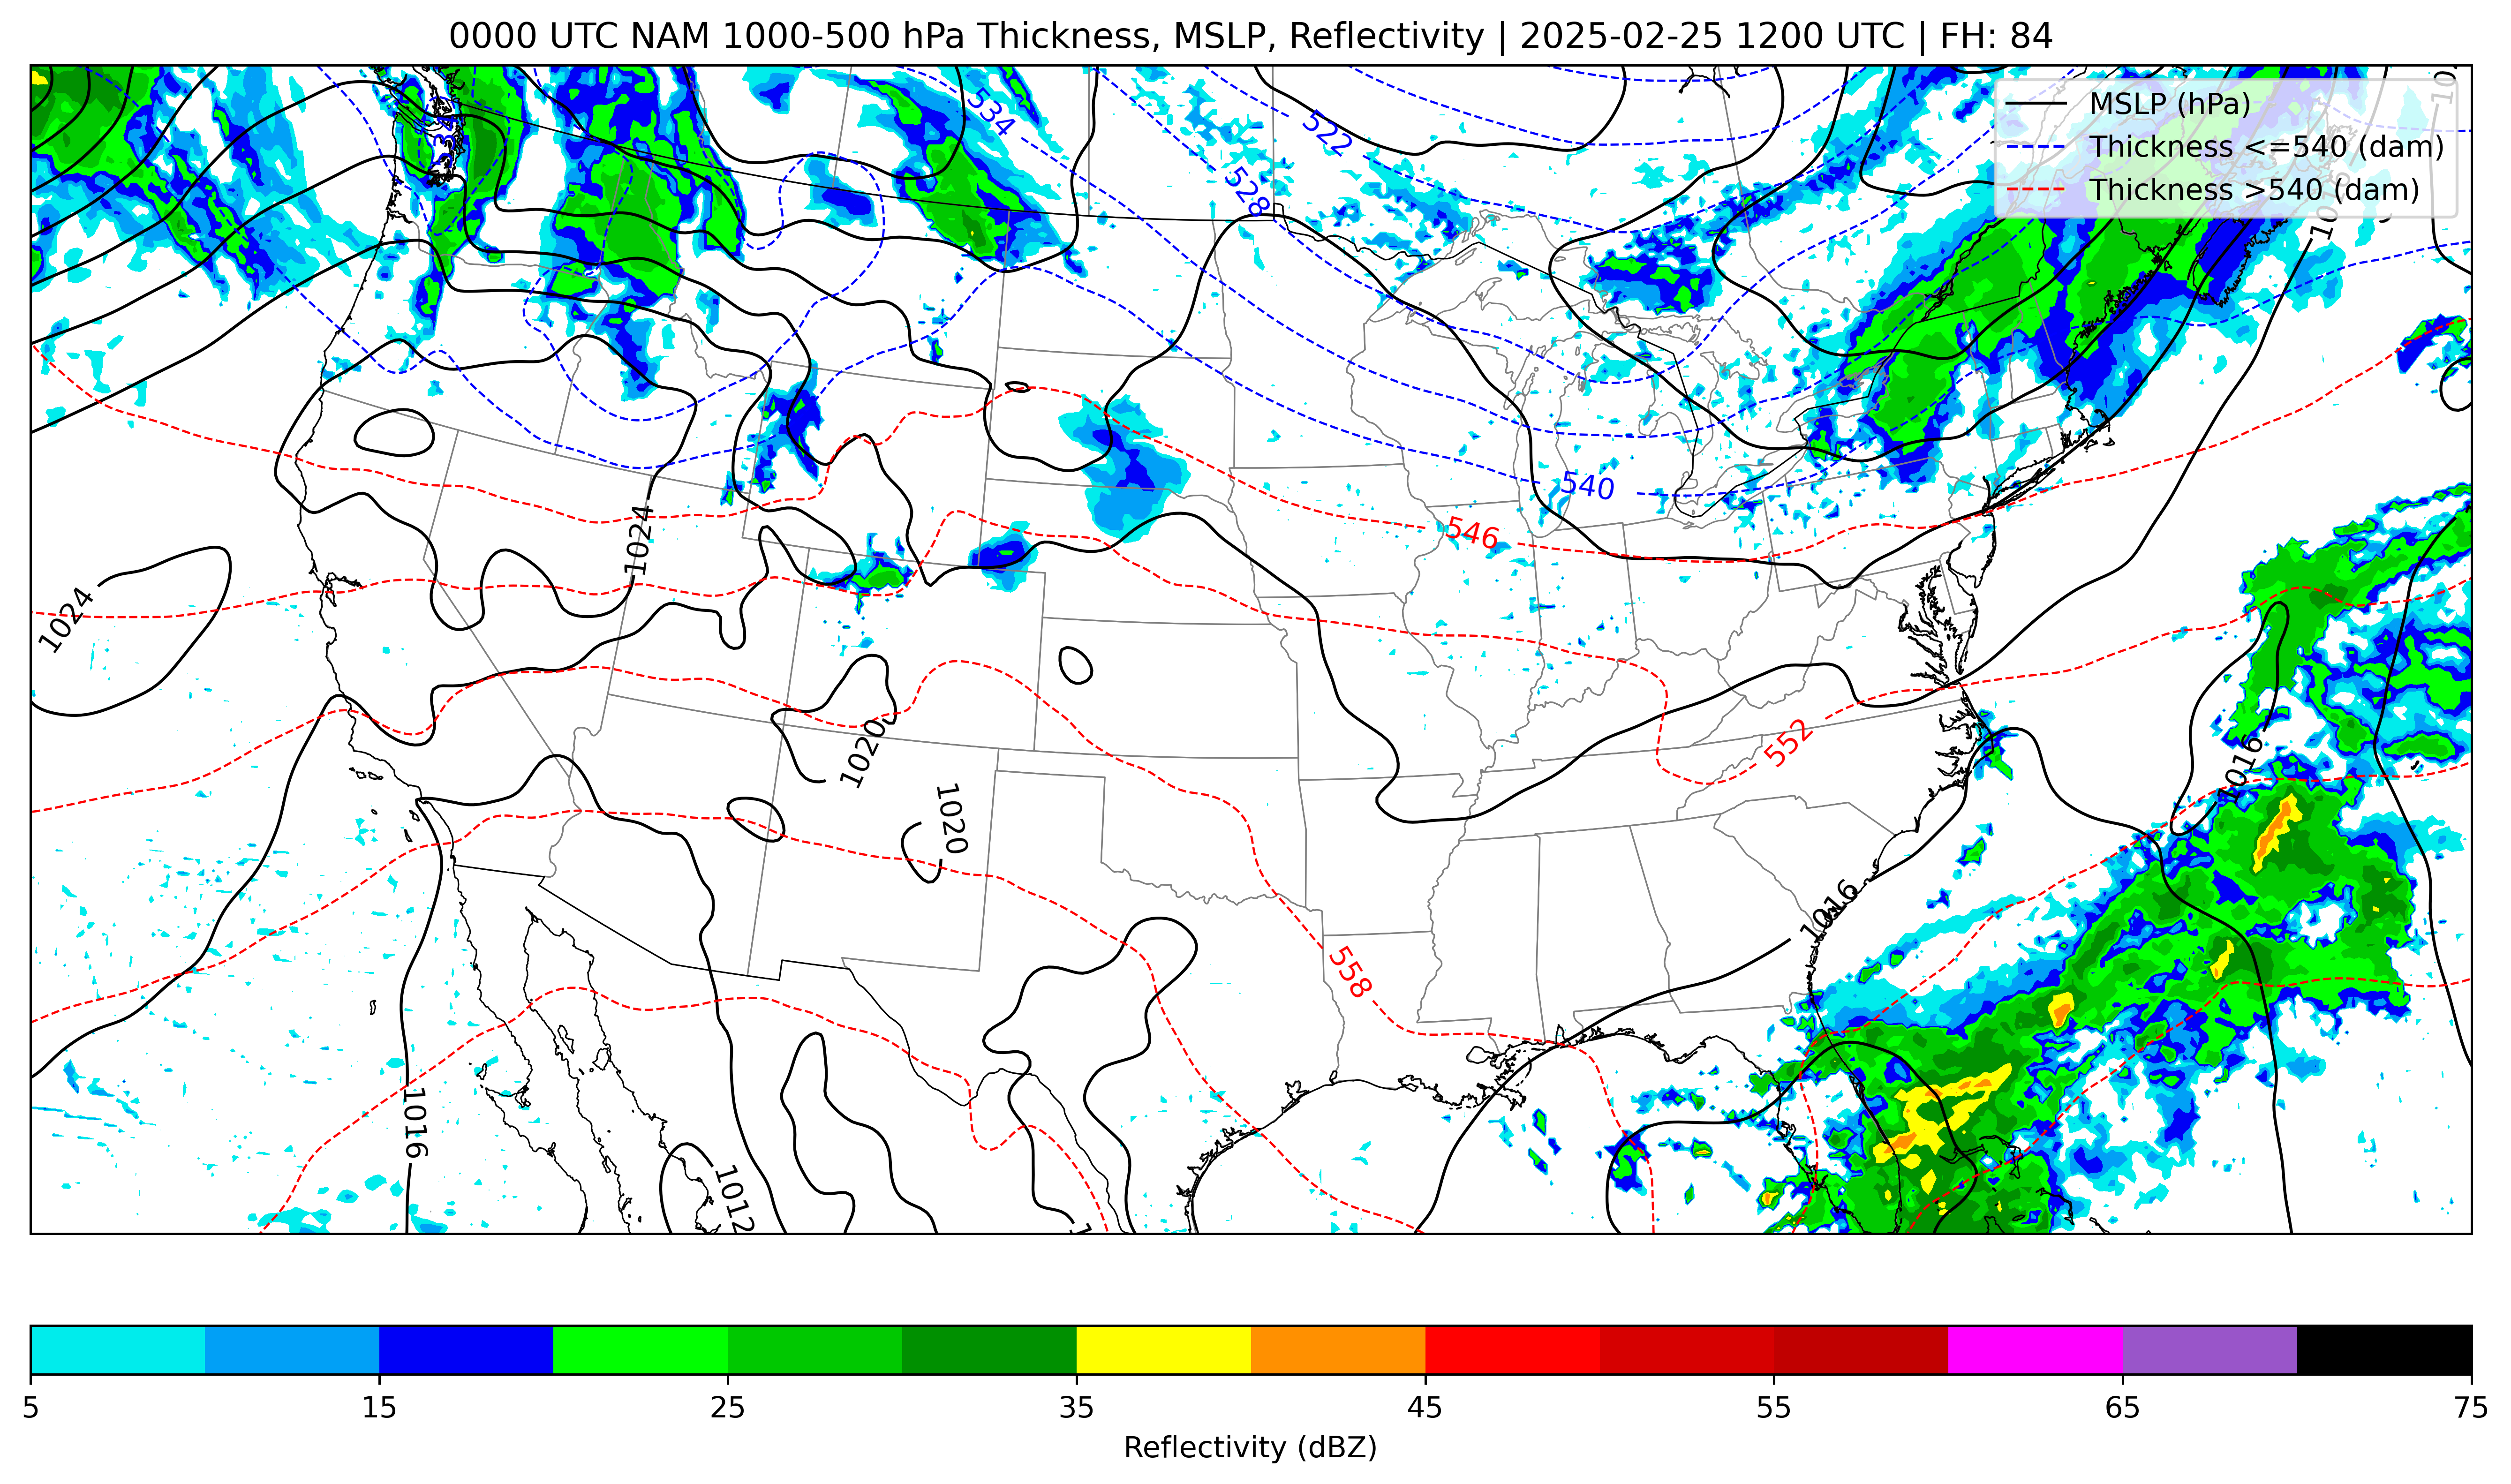 0000 UTC NAM 1000-500 hPa Thickness, MSLP, Reflectivity | 2025-02-25 1200 UTC | FH: 84
MSLP (hPa)
Thickness <=540 (dam)
Thickness >540 (dam)
534
522
528
540
546
1024
1024
552
1020
1016
1020
1016
558
1016
1012
5 15 25 35 45 55 65 75
Reflectivity (dBZ)